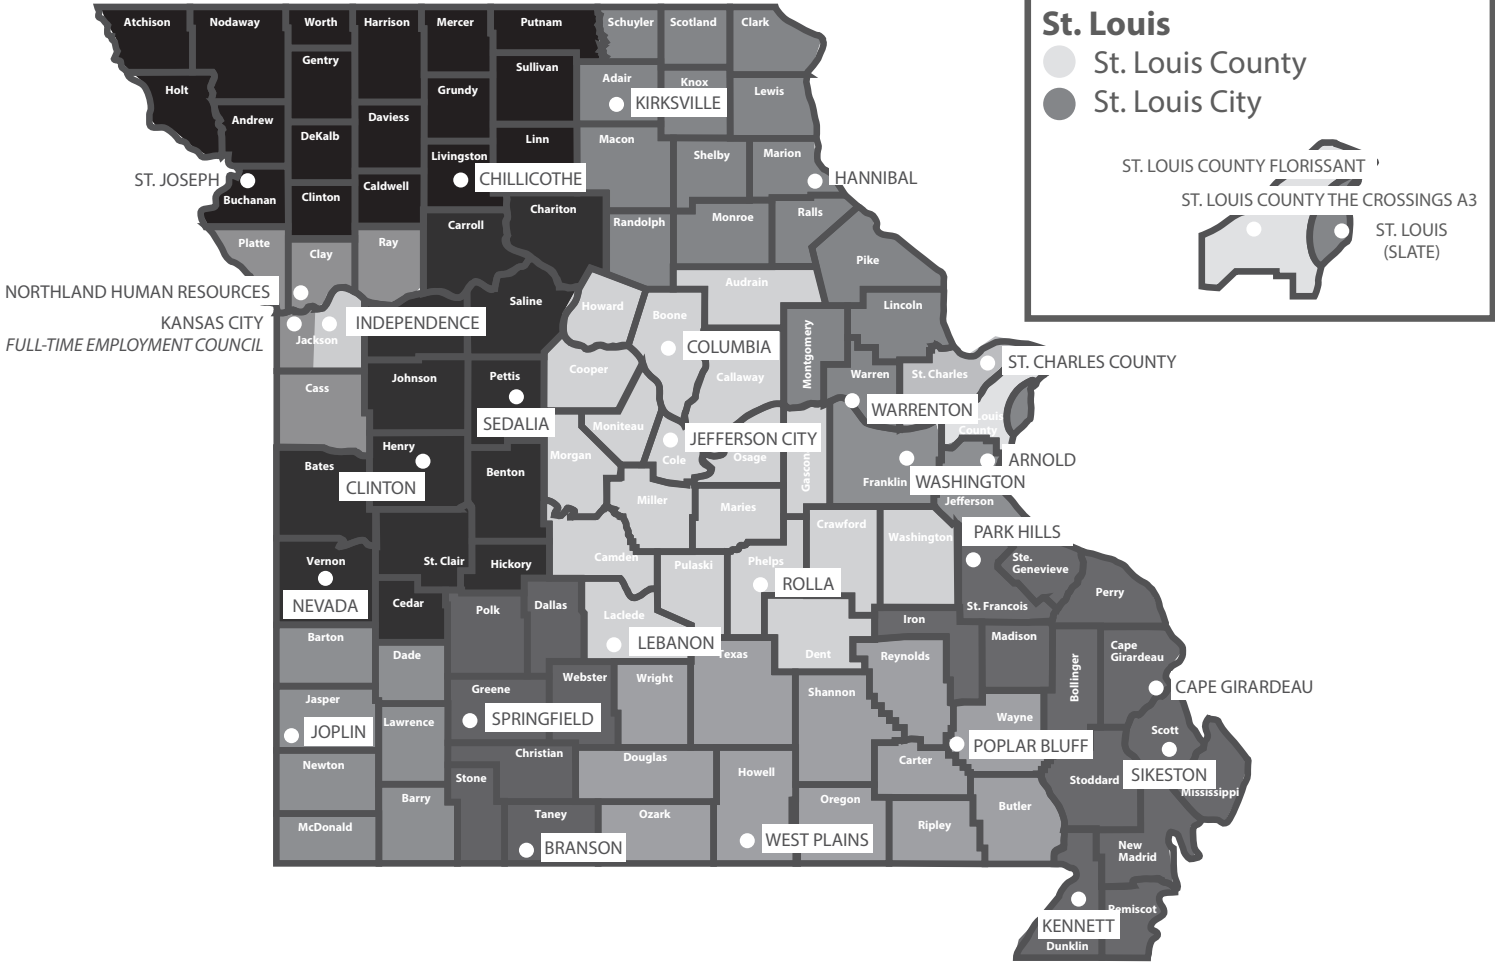 Atchison
Nodaway
Worth
Harrison
Mercer
Putnam
Schuyler
Scotland
Clark
Gentry
Sullivan
Adair
Knox
Holt
Grundy
Lewis
KIRKSVILLE
Andrew
Daviess
DeKalb
Linn
Macon
Livingston
Shelby
Marion
ST. JOSEPH
CHILLICOTHE
HANNIBAL
Buchanan
Clinton
Caldwell
Chariton
Carroll
Randolph
Monroe
Ralls
Platte
Clay
Ray
Pike
Audrain
NORTHLAND HUMAN RESOURCES
Saline
Howard
Boone
Lincoln
KANSAS CITY
INDEPENDENCE
FULL-TIME EMPLOYMENT COUNCIL
Jackson
COLUMBIA
Montgomery
ST. CHARLES COUNTY
Cass
Johnson
Pettis
Cooper
Callaway
Warren
St. Charles
SEDALIA
WARRENTON
Louis
County
Moniteau
JEFFERSON CITY
Henry
Bates
Benton
Morgan
Cole
Osage
Gascon
ARNOLD
CLINTON
Franklin
WASHINGTON
Miller
Maries
Jefferson
Crawford
Washington
PARK HILLS
Vernon
St. Clair
Hickory
Camden
Pulaski
Phelps
Ste.
Genevieve
NEVADA
Cedar
ROLLA
Polk
Dallas
Laclede
Iron
St. Francois
Perry
Barton
Dade
LEBANON
Texas
Dent
Reynolds
Madison
Bollinger
Cape
Girardeau
Jasper
Greene
Webster
Wright
Shannon
CAPE GIRARDEAU
JOPLIN
Lawrence
SPRINGFIELD
Wayne
Scott
Newton
Christian
Douglas
POPLAR BLUFF
Stone
Howell
Carter
Stoddard
SIKESTON
Mississippi
Barry
Oregon
Butler
McDonald
Taney
Ozark
Ripley
BRANSON
WEST PLAINS
New
Madrid
KENNETT
Pemiscot
Dunklin
St. Louis
St. Louis County
St. Louis City
ST. LOUIS COUNTY FLORISSANT
ST. LOUIS COUNTY THE CROSSINGS A3
ST. LOUIS
(SLATE)